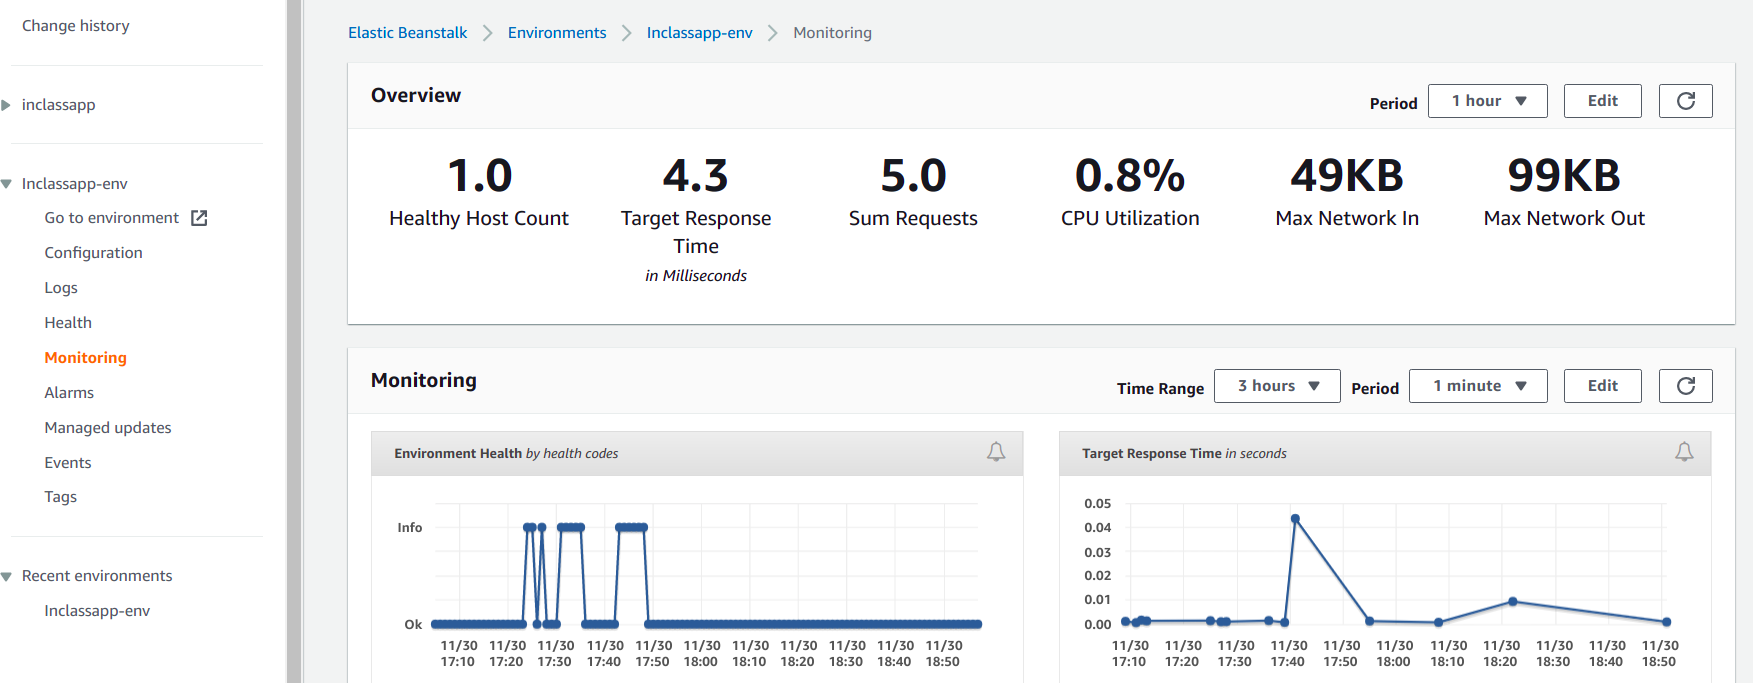 Change history
inclassapp
Inclassapp-env
Go to environment
Configuration
Logs
Health
Monitoring
Alarms
Managed updates
Events
Tags
Recent environments
Inclassapp-env
Elastic Beanstalk > Environments > Inclassapp-env > Monitoring
Overview
Period 1 hour Edit
1.0 4.3 5.0 0.8% 49KB 99KB
Healthy Host Count Target Response Sum Requests CPU Utilization Max Network In Max Network Out
Time
in Milliseconds
Monitoring
Time Range 3 hours Period 1 minute Edit
Environment Health by health codes
Info
Ok
11/30 11/30 11/30 11/30 11/30 11/30 11/30 11/30 11/30 11/30 11/30
17:10 17:20 17:30 17:40 17:50 18:00 18:10 18:20 18:30 18:40 18:50
Target Response Time in seconds
0.05
0.04
0.03
0.02
0.01
0.00
11/30 11/30 11/30 11/30 11/30 11/30 11/30 11/30 11/30 11/30 11/30
17:10 17:20 17:30 17:40 17:50 18:00 18:10 18:20 18:30 18:40 18:50